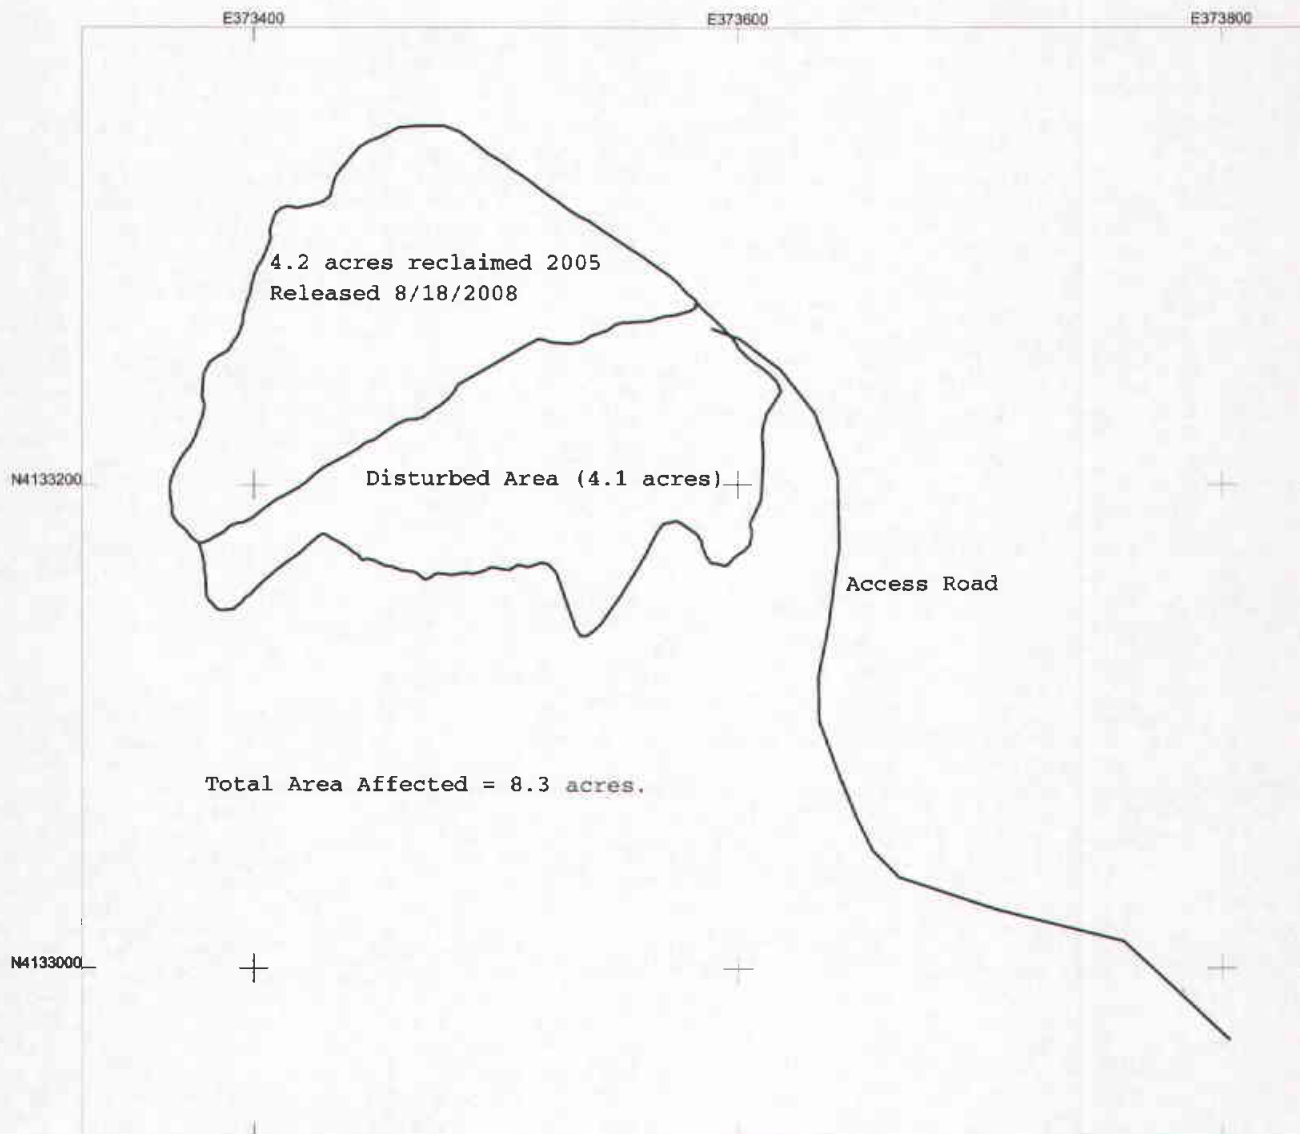 E373400 E373600 E373800
4.2 acres reclaimed 2005
Released 8/18/2008
N4133200
Disturbed Area (4.1 acres)
Access Road
Total Area Affected = 8.3 acres.
N4133000